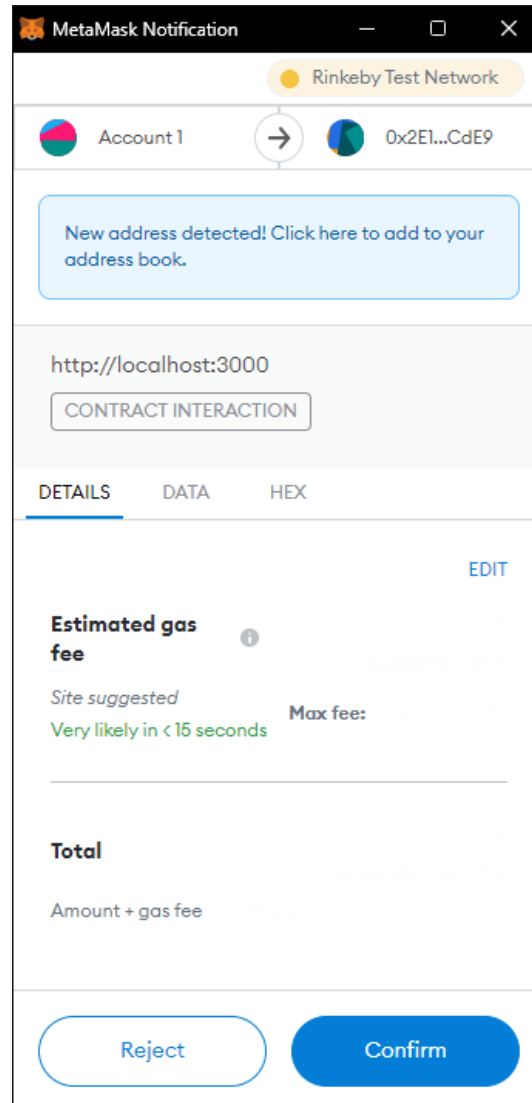 MetaMask Notification
Rinkeby Test Network
Account 1
0x2E1...CdE9
New address detected! Click here to add to your
address book.
http://localhost:3000
CONTRACT INTERACTION
DETAILS DATA HEX
EDIT
Estimated gas
fee
Site suggested
Max fee:
Very likely in < 15 seconds
Total
Amount + gas fee
Reject Confirm